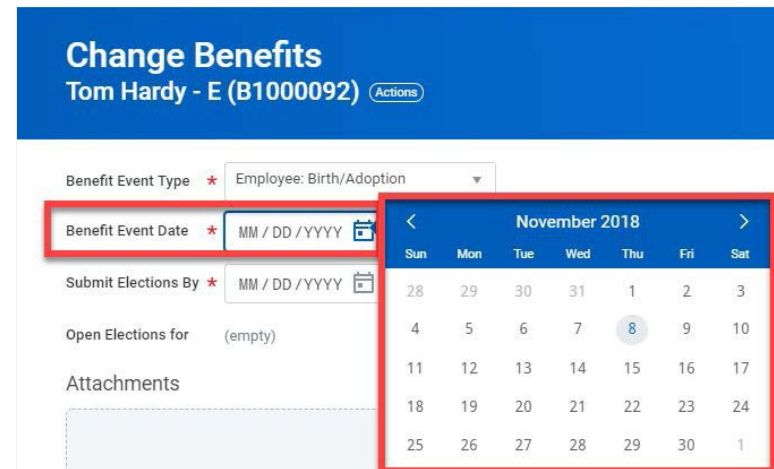 Change Benefits
Tom Hardy - E (B1000092) Actions
Benefit Event Type * Employee: Birth/Adoption
Benefit Event Date * MM / DD / YYYY
Submit Elections By * MM / DD / YYYY
Open Elections for (empty)
Attachments
November 2018
Sun Mon Tue Wed Thu Fri Sat
28 29 30 31 1 2 3
4 5 6 7 8 9 10
11 12 13 14 15 16 17
18 19 20 21 22 23 24
25 26 27 28 29 30 1